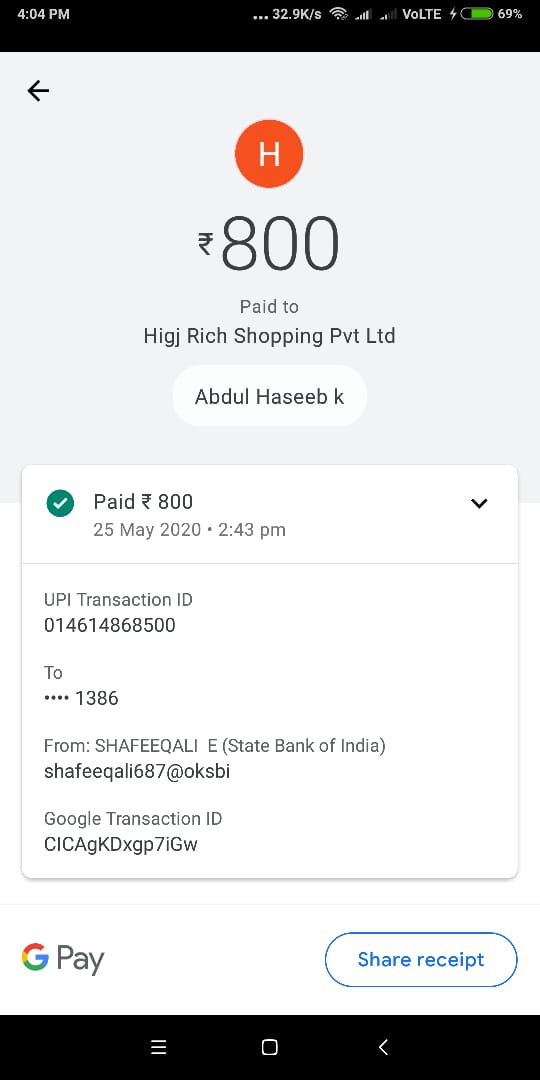 4:04 PM
... 32.9K/s VoLTE 69%
H
₹800
Paid to
Higj Rich Shopping Pvt Ltd
Abdul Haseeb k
Paid ₹ 800
25 May 2020 • 2:43 pm
UPI Transaction ID
014614868500
To
•••• 1386
From: SHAFEEQALI  E (State Bank of India)
shafeeqali687@oksbi
Google Transaction ID
CICAgKDxgp7iGw
G Pay
Share receipt